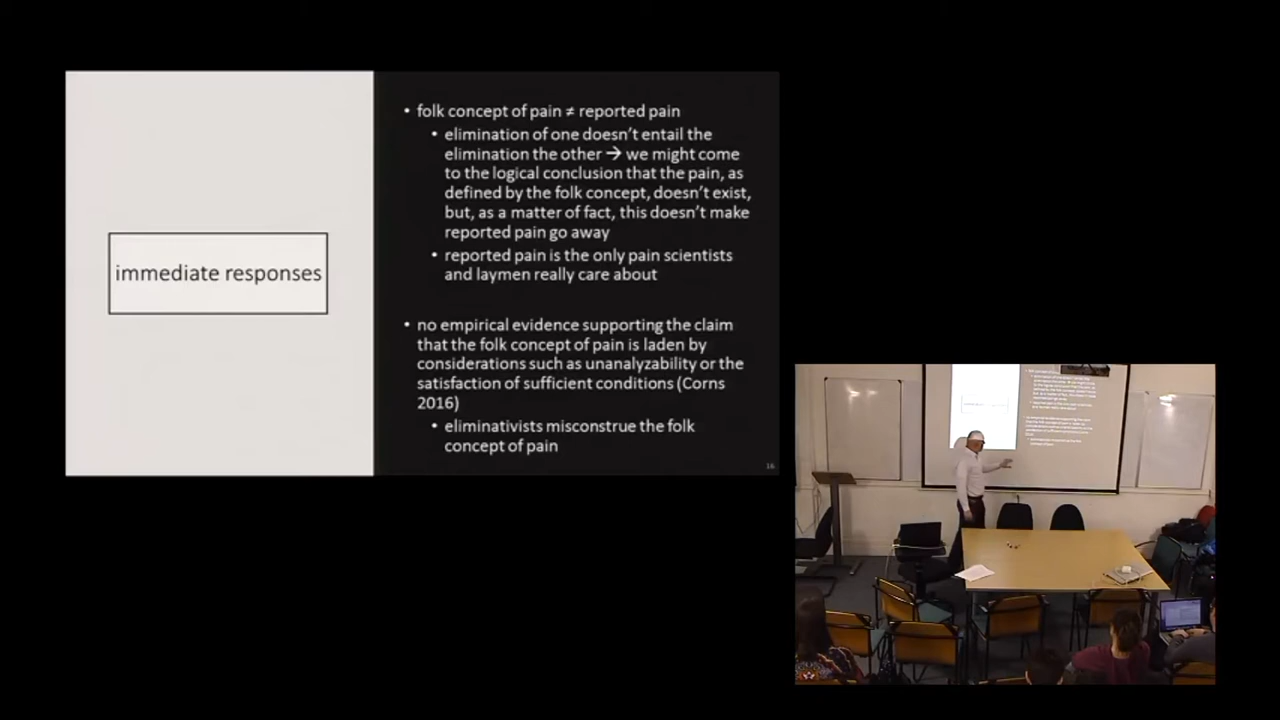 immediate responses
• folk concept of pain ≠ reported pain
• elimination of one doesn't entail the
elimination the other → we might come
to the logical conclusion that the pain, as
defined by the folk concept, doesn't exist,
but, as a matter of fact, this doesn't make
reported pain go away
• reported pain is the only pain scientists
and laymen really care about
• no empirical evidence supporting the claim
that the folk concept of pain is laden by
considerations such as unanalyzability or the
satisfaction of sufficient conditions (Corns
2016)
• eliminativists misconstrue the folk
concept of pain
16